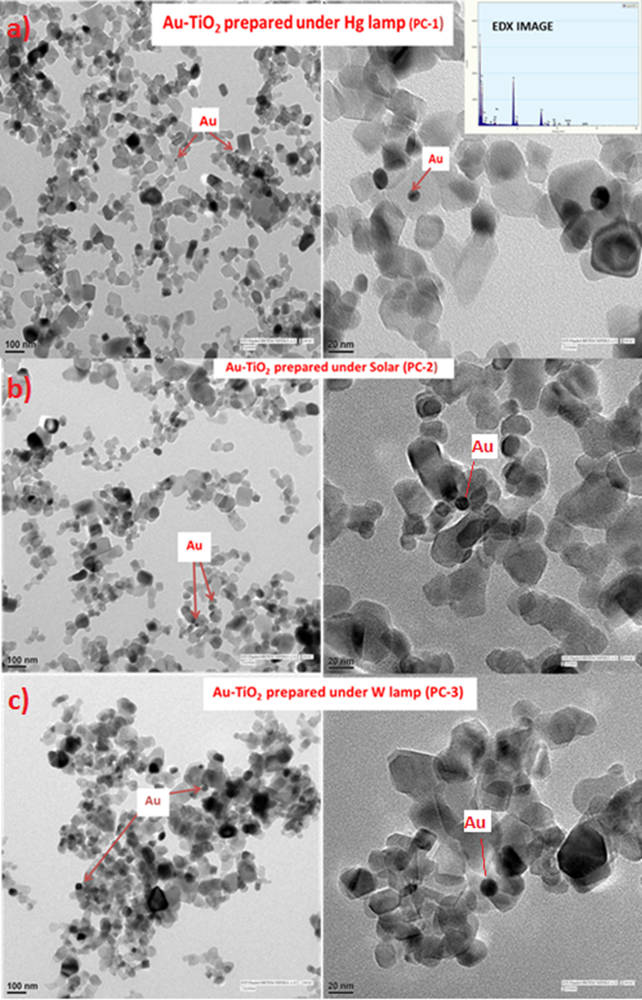 a)
Au-TiO₂ prepared under Hg lamp (PC-1)
EDX IMAGE
Au
Au
100 nm
20 nm
b)
Au-TiO₂ prepared under Solar (PC-2)
Au
Au
100 nm
20 nm
c)
Au-TiO₂ prepared under W lamp (PC-3)
Au
Au
100 nm
20 nm